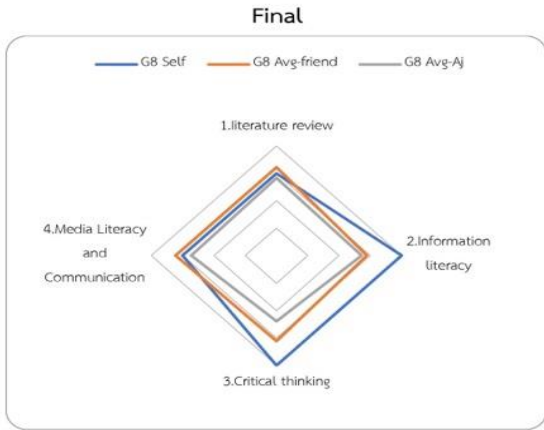 Final
G8 Self
G8 Avg-friend
G8 Avg-Aj
1.literature review
2.Information
literacy
3.Critical thinking
4.Media Literacy
and
Communication